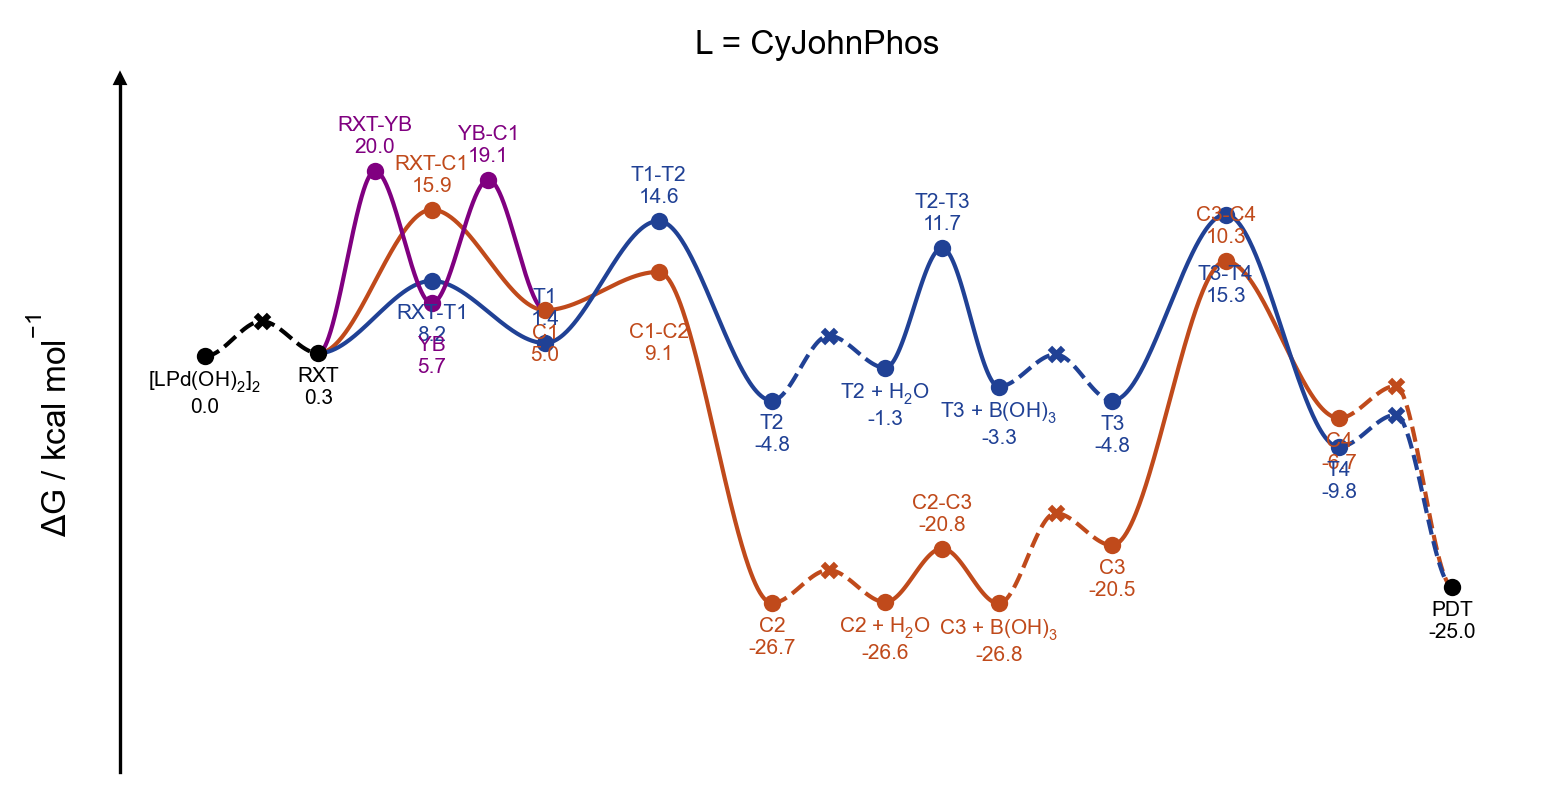 L = CyJohnPhos
ΔG / kcal mol⁻¹
[LPd(OH)₂]₂
0.0
RXT
0.3
RXT-YB
20.0
RXT-C1
15.9
YB-C1
19.1
RXT-T1
8.2
YB
5.7
T1
1.4
C1
5.0
T1-T2
14.6
C1-C2
9.1
T2
-4.8
T2 + H₂O
-1.3
T2-T3
11.7
T3 + B(OH)₃
-3.3
T3
-4.8
C2
-26.7
C2 + H₂O
-26.6
C2-C3
-20.8
C3 + B(OH)₃
-26.8
C3
-20.5
C3-C4
10.3
T3-T4
15.3
C4
-6.7
T4
-9.8
PDT
-25.0